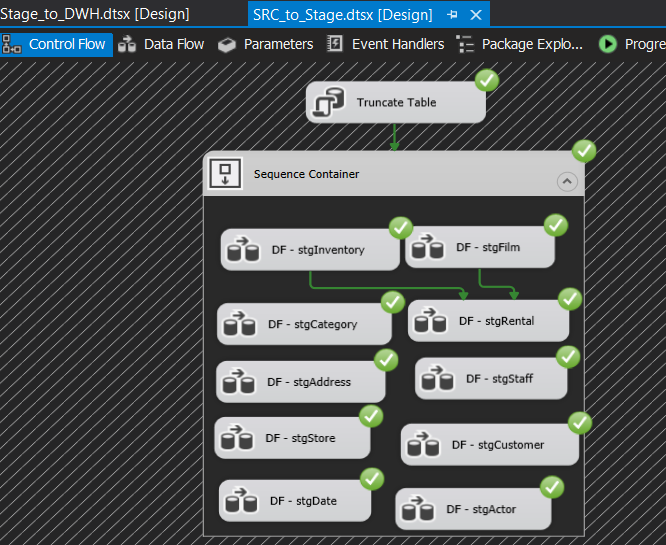 Stage_to_DWH.dtsx [Design]
SRC_to_Stage.dtsx [Design]
Control Flow
Data Flow
Parameters
Event Handlers
Package Explo...
Progre
Truncate Table
Sequence Container
DF - stgInventory
DF - stgFilm
DF - stgCategory
DF - stgRental
DF - stgAddress
DF - stgStaff
DF - stgStore
DF - stgCustomer
DF - stgDate
DF - stgActor